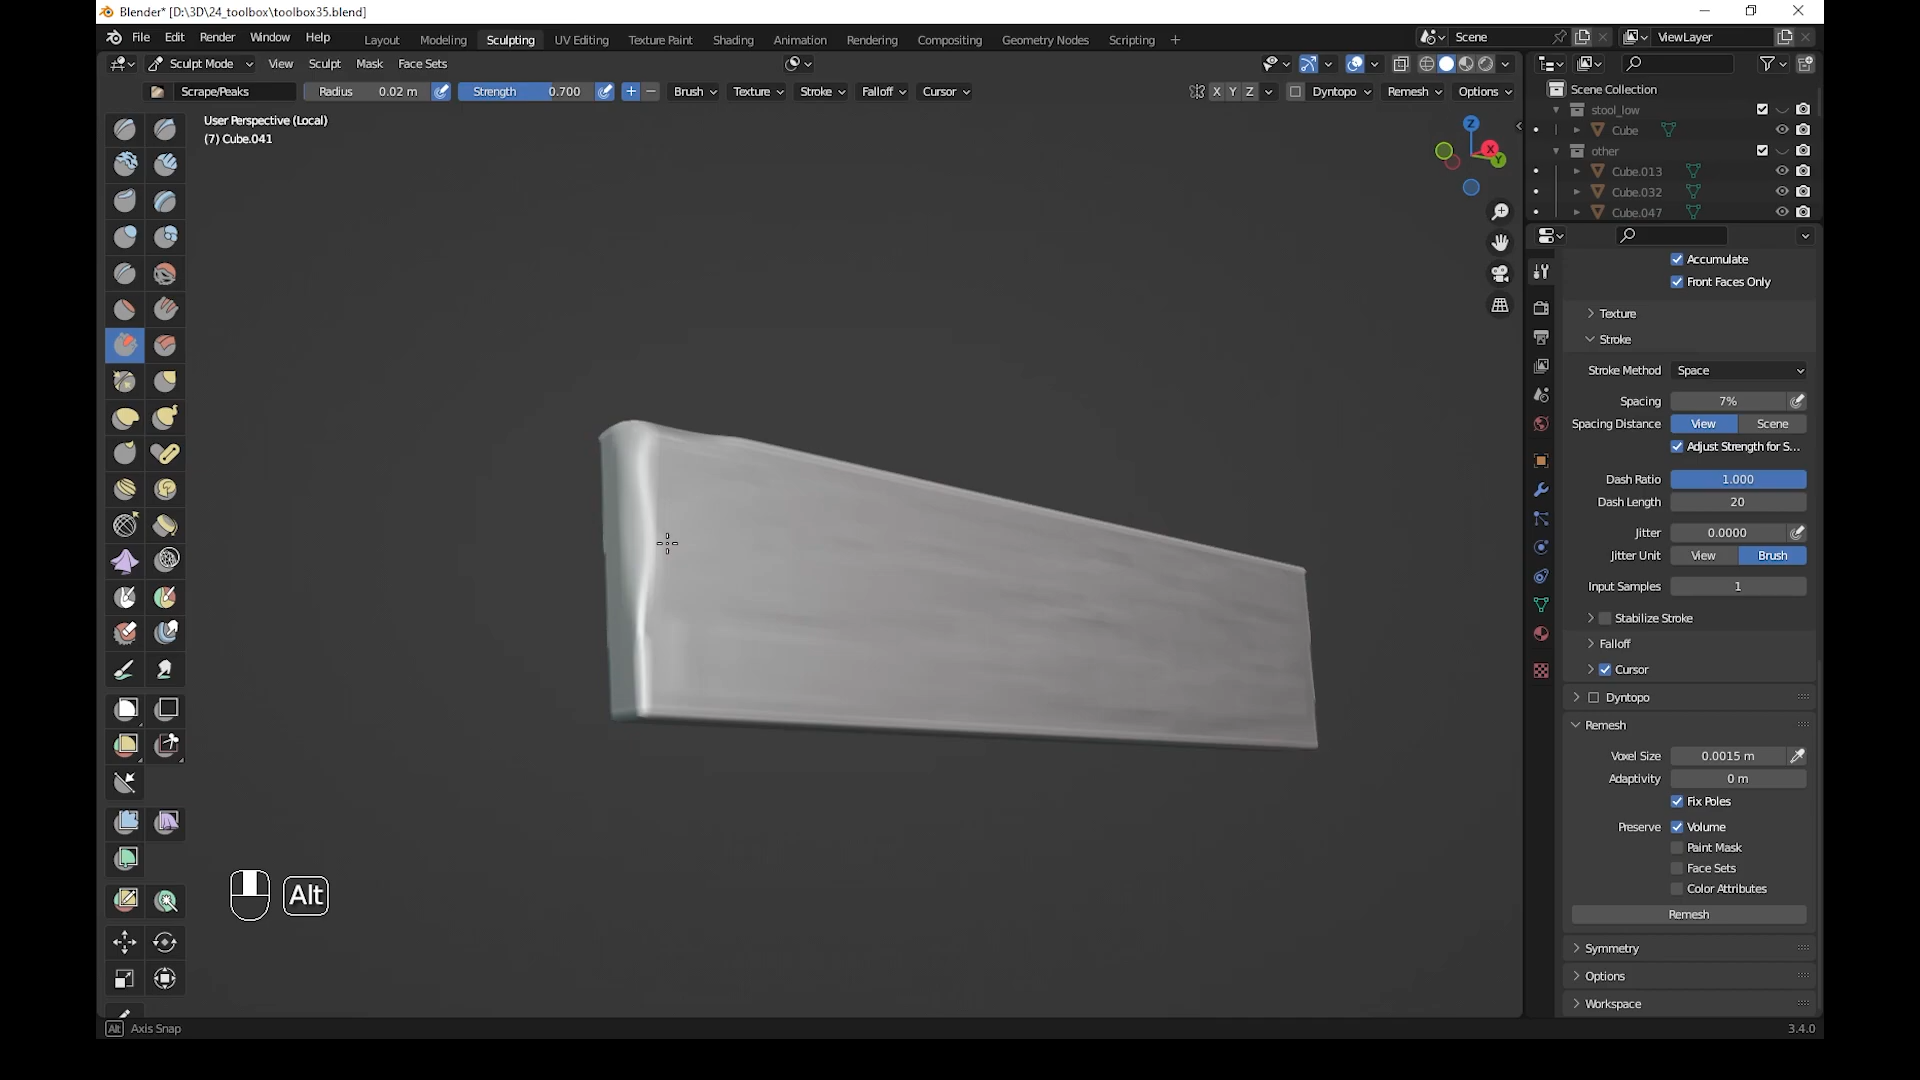 Blender* [D:\3D\24_toolbox\toolbox35.blend]
File Edit Render Window Help Layout Modeling Sculpting UV Editing Texture Paint Shading Animation Rendering Compositing Geometry Nodes Scripting + Scene ViewLayer
Sculpt Mode View Sculpt Mask Face Sets
Scrape/Peaks Radius 0.02 m Strength 0.700 Brush Texture Stroke Falloff Cursor X Y Z Dyntopo Remesh Options
User Perspective (Local)
(7) Cube.041
Z
X
Y
Scene Collection
stool_low
Cube
other
Cube.013
Cube.032
Cube.047
Accumulate
Front Faces Only
Texture
Stroke
Stroke Method Space
Spacing 7%
Spacing Distance View Scene
Adjust Strength for S...
Dash Ratio 1.000
Dash Length 20
Jitter 0.0000
Jitter Unit View Brush
Input Samples 1
Stabilize Stroke
Falloff
Cursor
Dyntopo
Remesh
Voxel Size 0.0015 m
Adaptivity 0 m
Fix Poles
Preserve Volume
Paint Mask
Face Sets
Color Attributes
Remesh
Symmetry
Options
Workspace
Alt
Alt Axis Snap
3.4.0